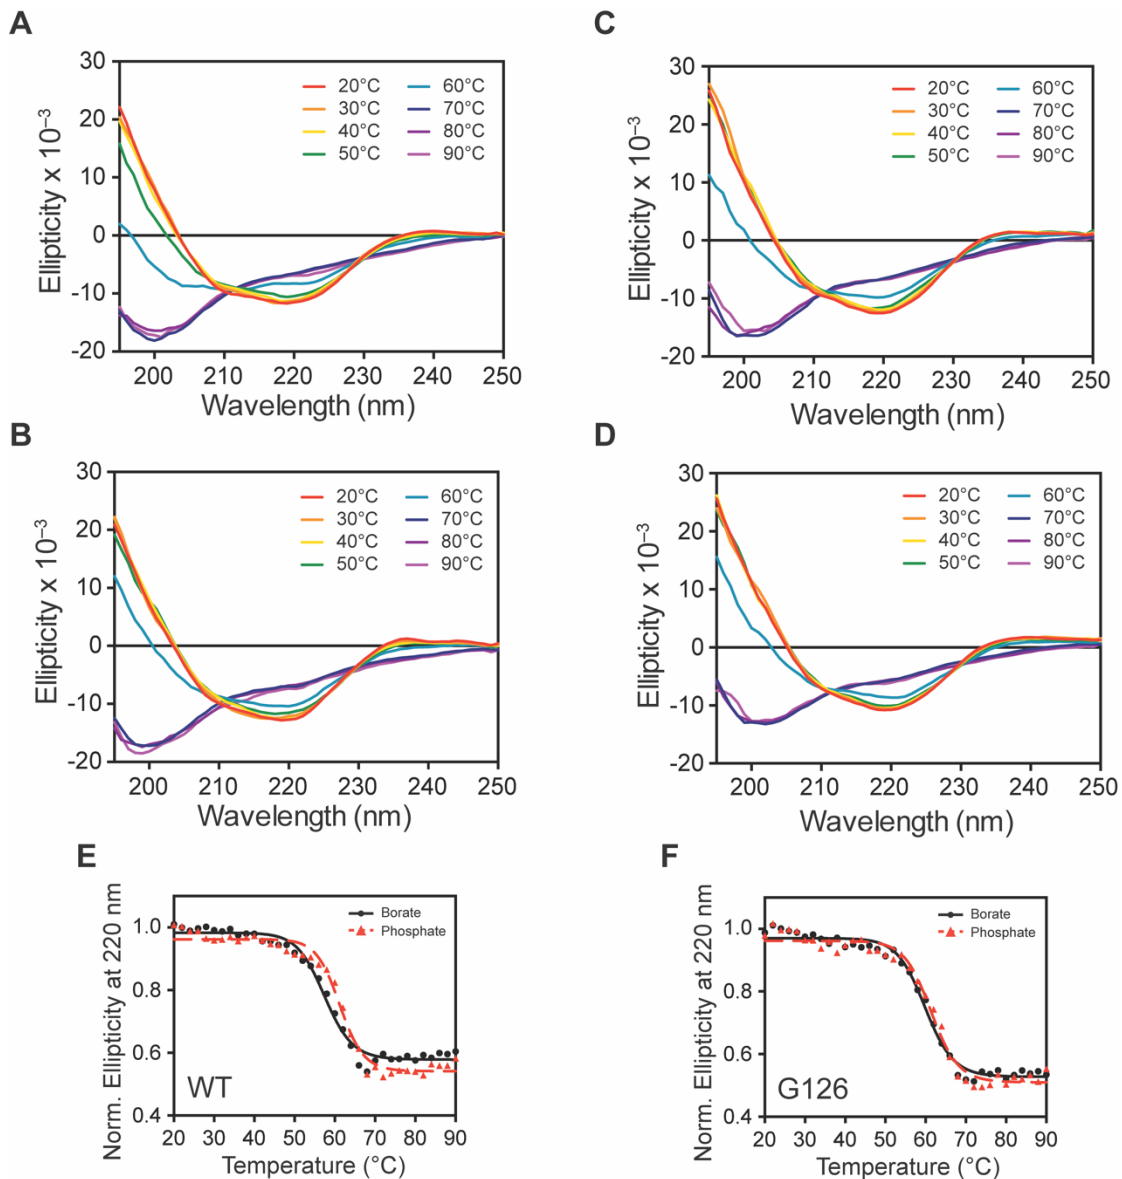 A
30
20
10
0
-10
-20
Ellipticity x 10⁻³
20°C 60°C
30°C 70°C
40°C 80°C
50°C 90°C
200 210 220 230 240 250
Wavelength (nm)
C
30
20
10
0
-10
-20
Ellipticity x 10⁻³
20°C 60°C
30°C 70°C
40°C 80°C
50°C 90°C
200 210 220 230 240 250
Wavelength (nm)
B
30
20
10
0
-10
-20
Ellipticity x 10⁻³
20°C 60°C
30°C 70°C
40°C 80°C
50°C 90°C
200 210 220 230 240 250
Wavelength (nm)
D
30
20
10
0
-10
-20
Ellipticity x 10⁻³
20°C 60°C
30°C 70°C
40°C 80°C
50°C 90°C
200 210 220 230 240 250
Wavelength (nm)
E
Norm. Ellipticity at 220 nm
1.0
0.8
0.6
0.4
Borate
Phosphate
WT
20 30 40 50 60 70 80 90
Temperature (°C)
F
Norm. Ellipticity at 220 nm
1.0
0.8
0.6
0.4
Borate
Phosphate
G126
20 30 40 50 60 70 80 90
Temperature (°C)